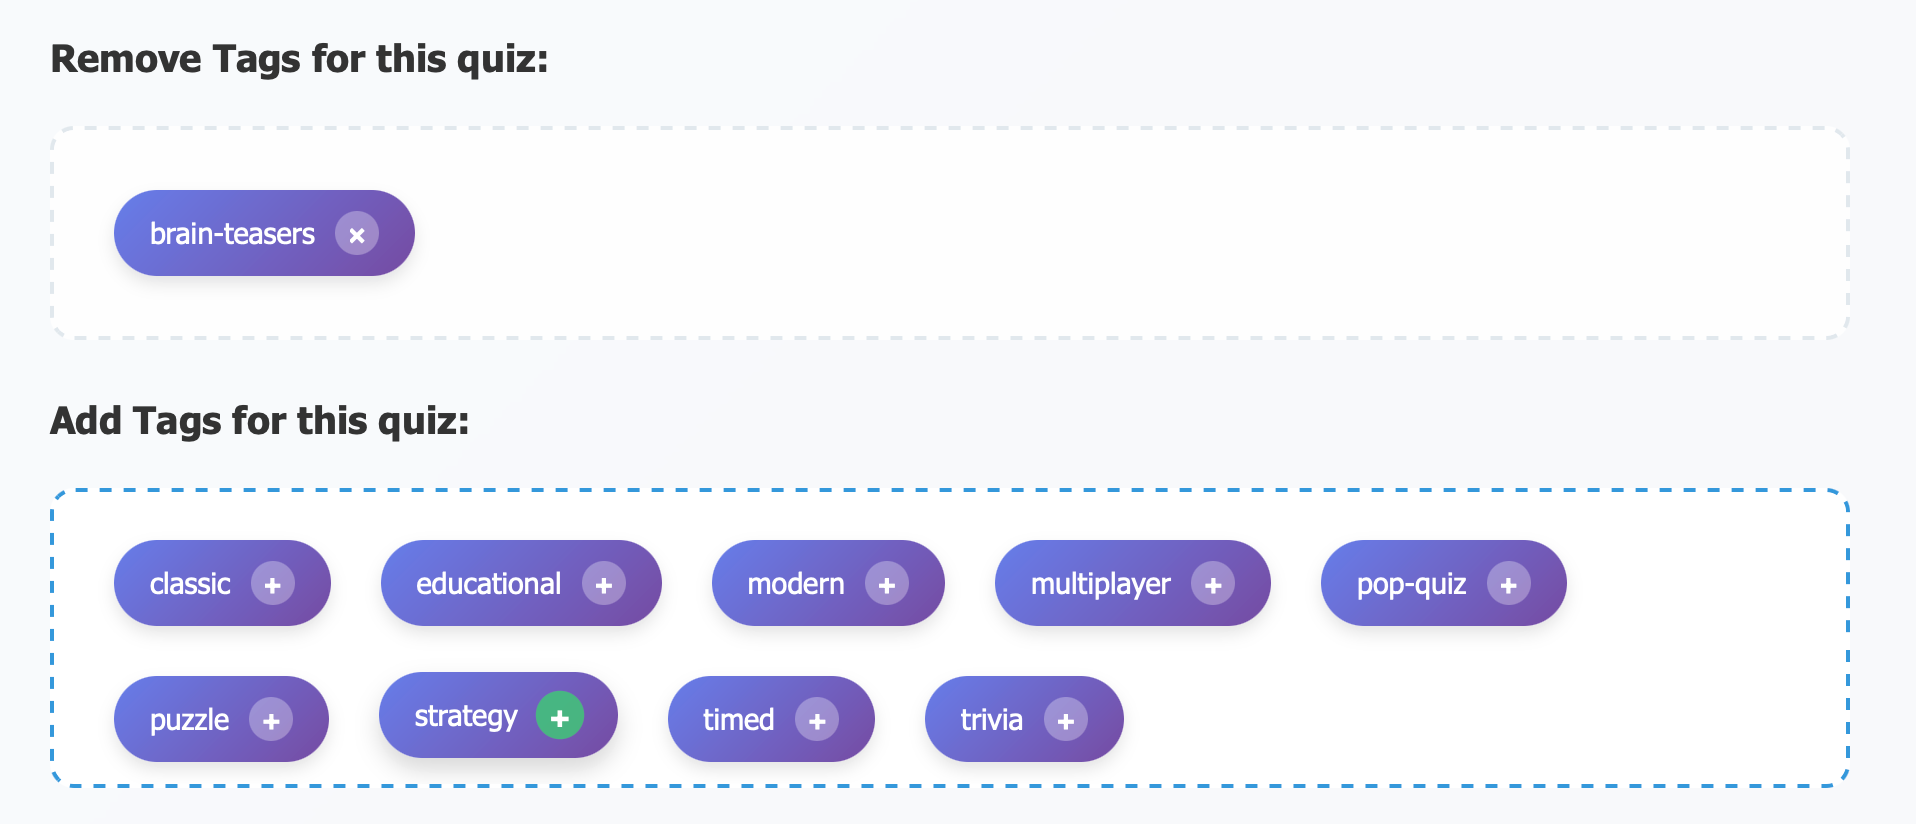 Remove Tags for this quiz:
brain-teasers ×
Add Tags for this quiz:
classic + educational + modern + multiplayer + pop-quiz +
puzzle + strategy + timed + trivia +